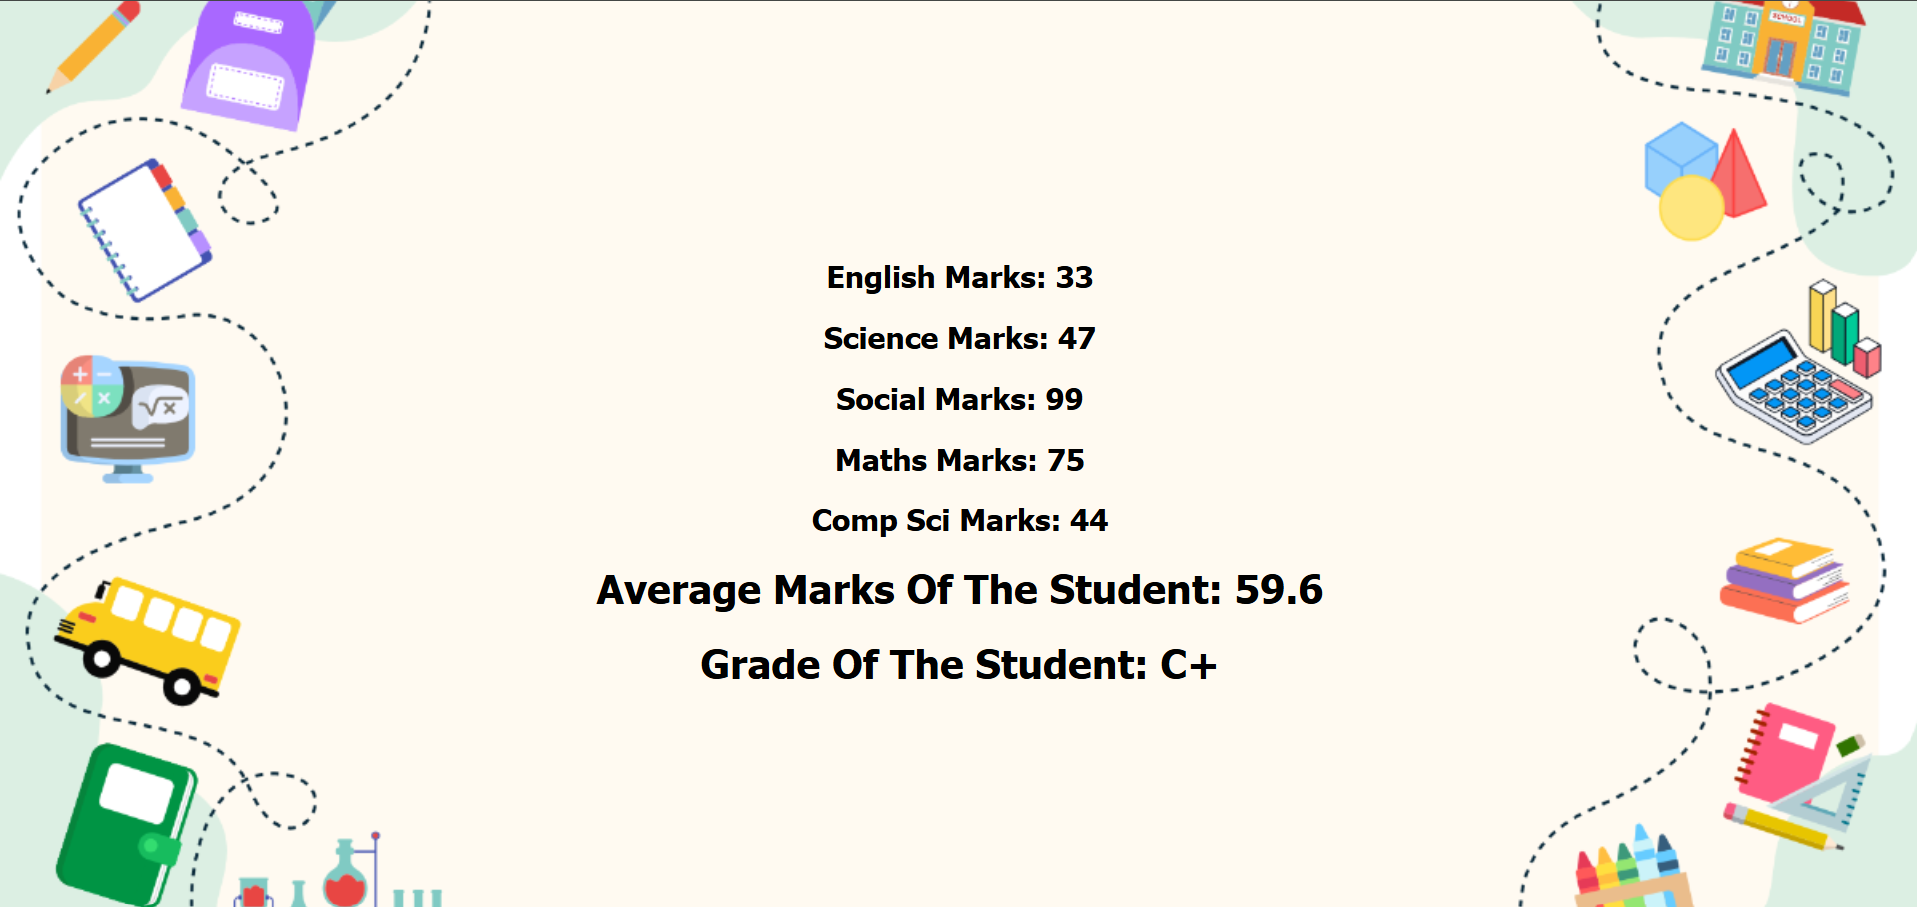 SCHOOL
English Marks: 33
Science Marks: 47
Social Marks: 99
Maths Marks: 75
Comp Sci Marks: 44
Average Marks Of The Student: 59.6
Grade Of The Student: C+